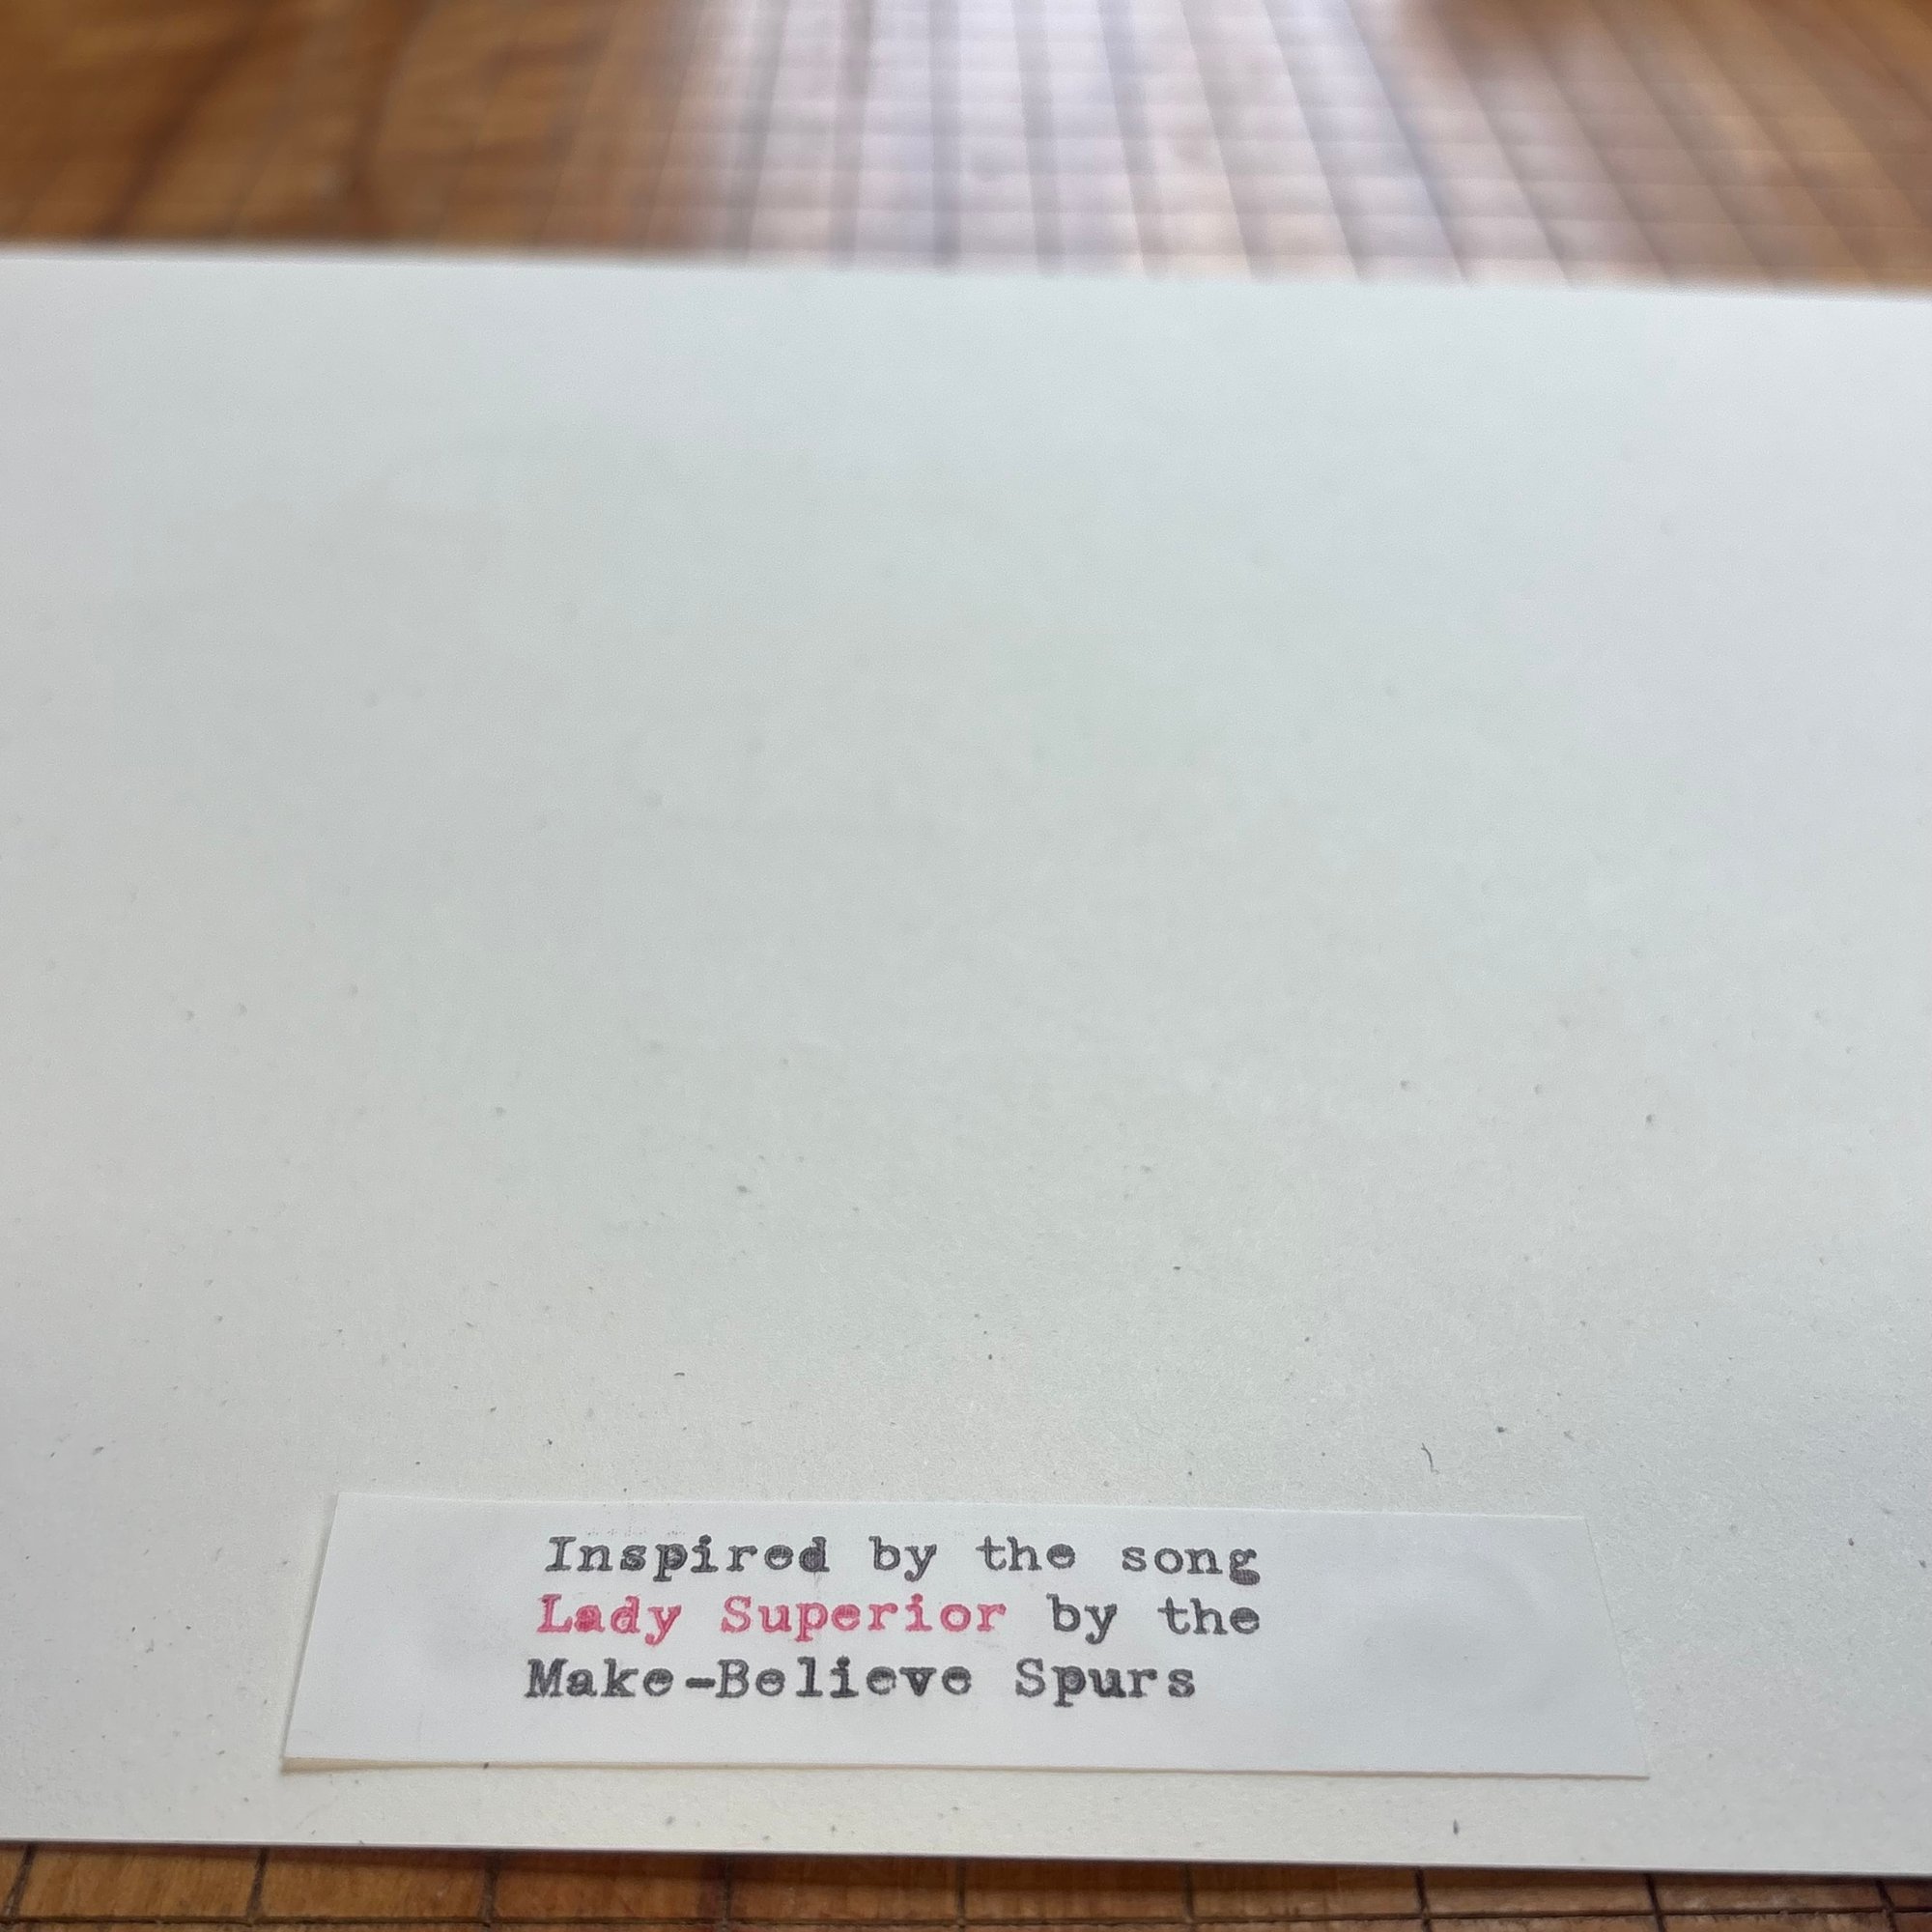 Inspired by the song
Lady Superior by the
Make-Believe Spurs